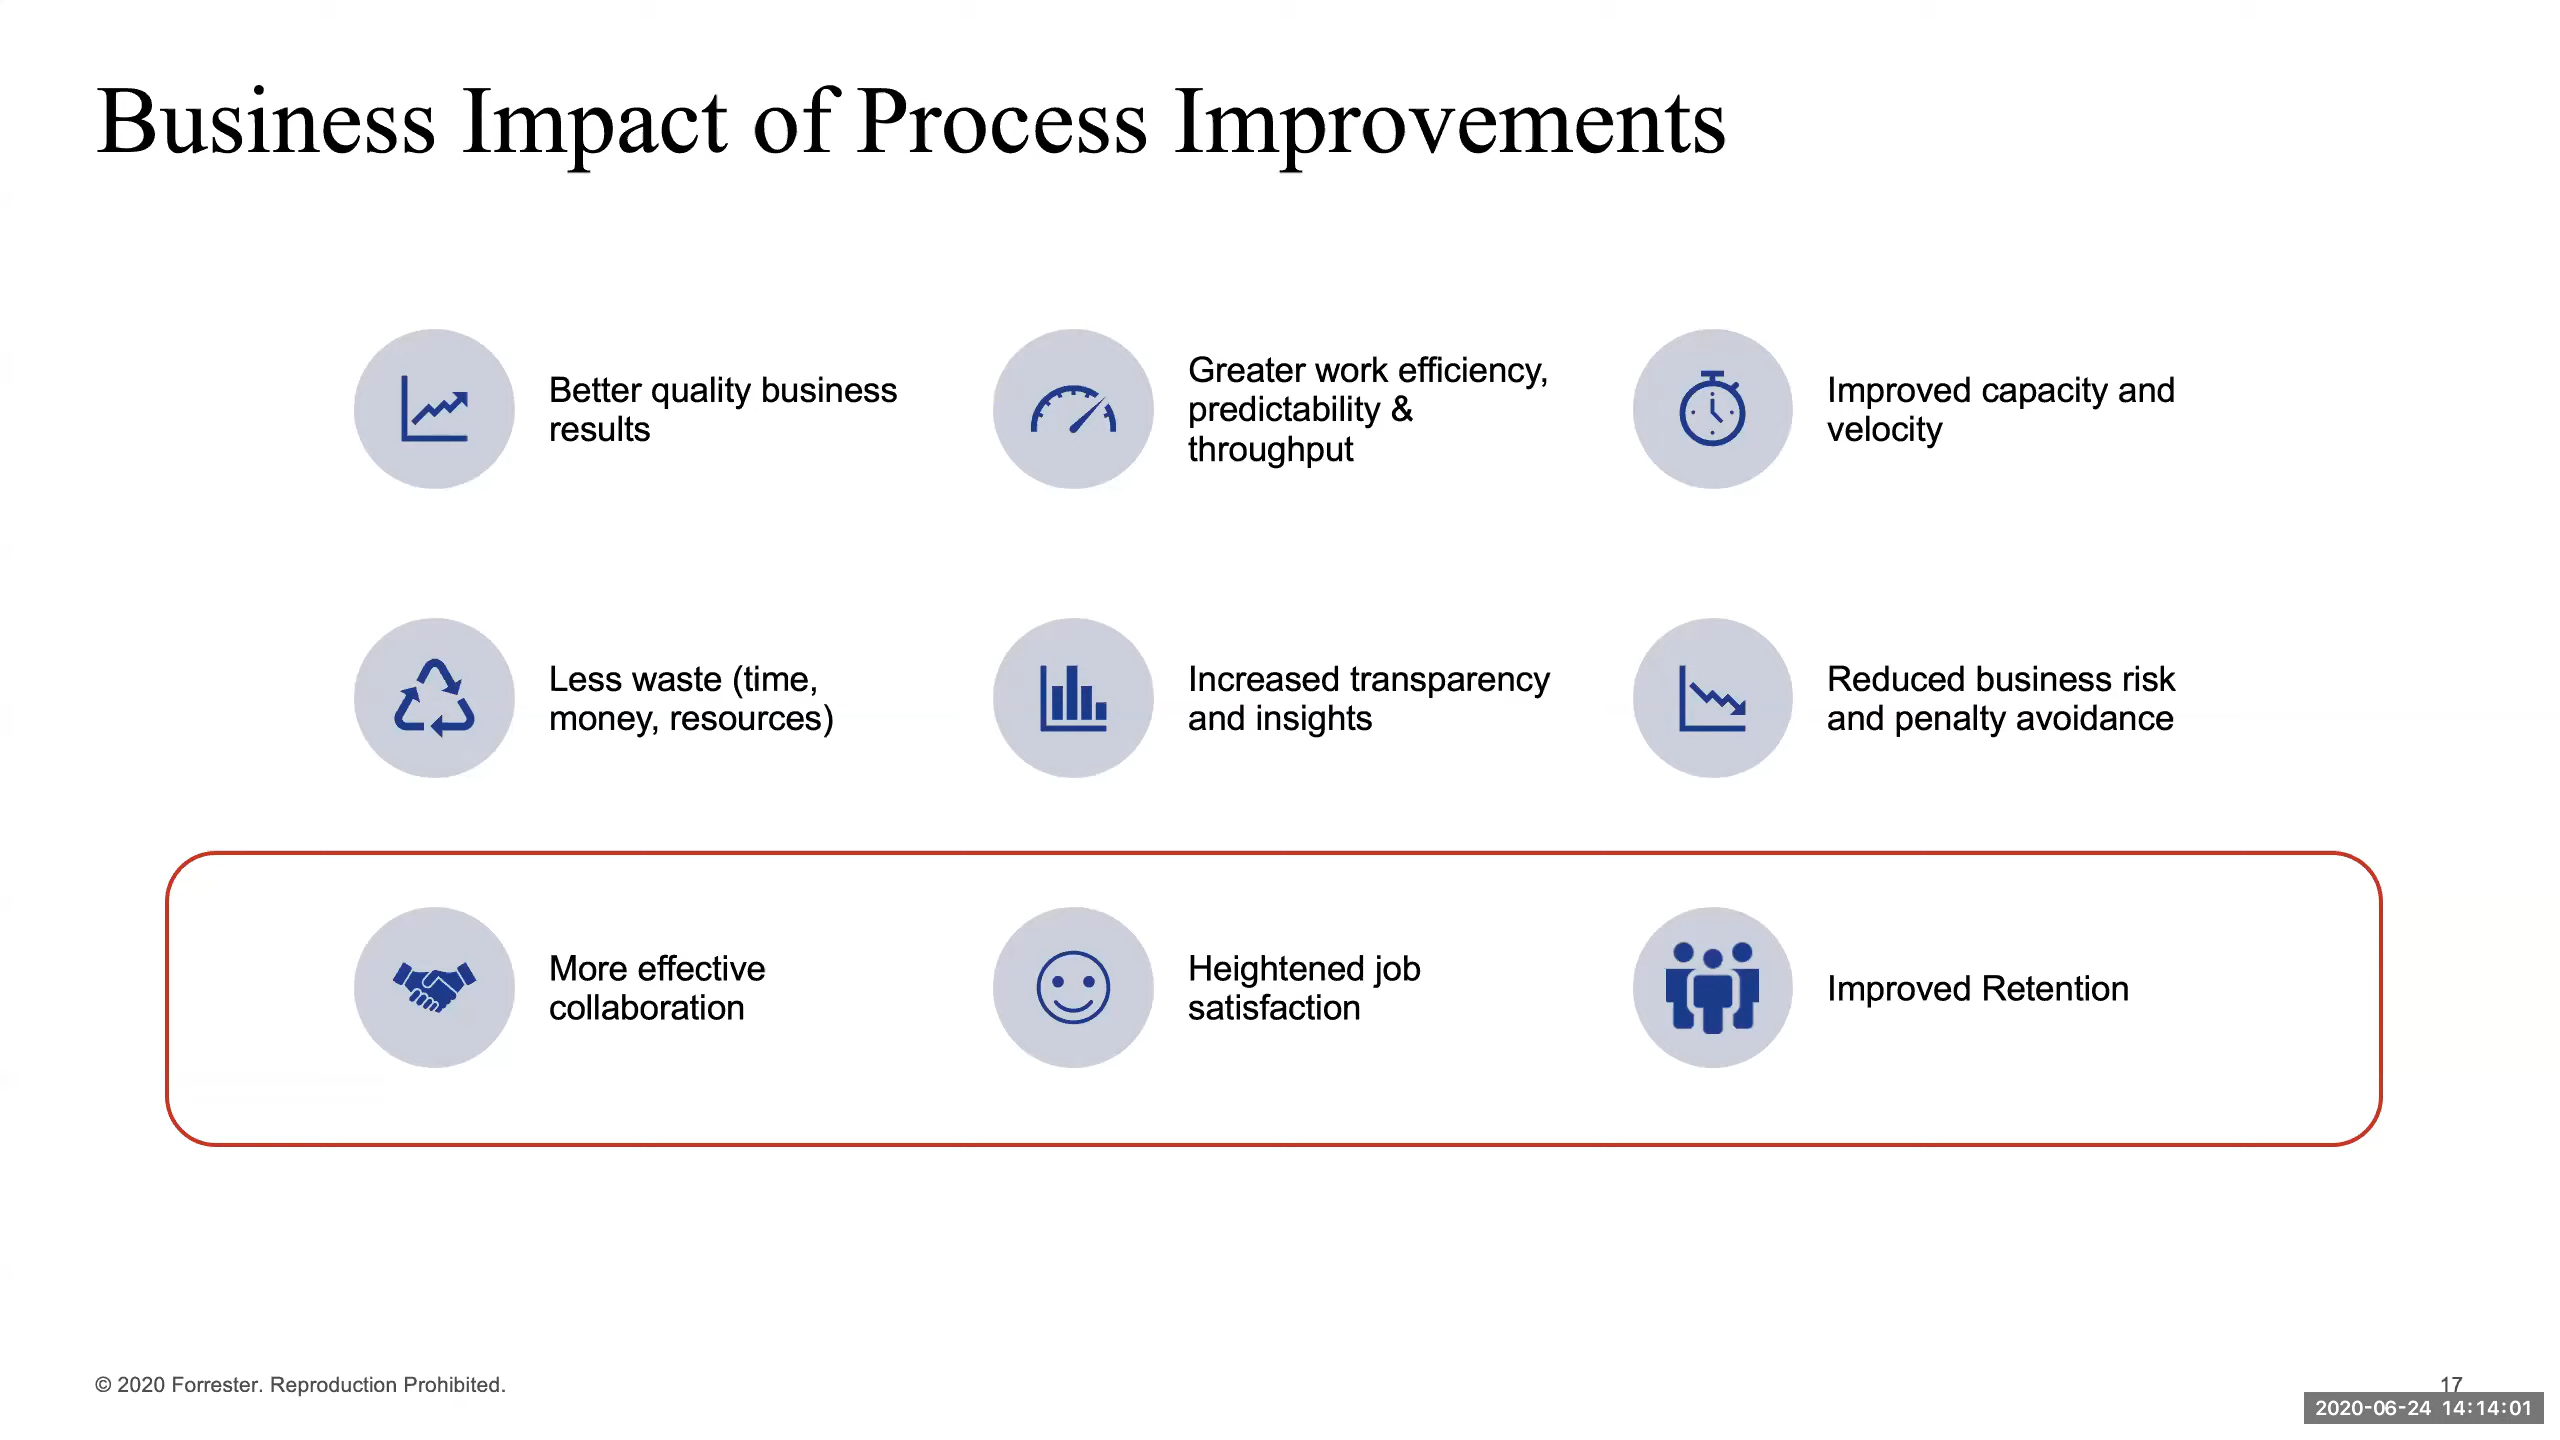 Business Impact of Process Improvements
Better quality business
results
Greater work efficiency,
predictability &
throughput
Improved capacity and
velocity
Less waste (time,
money, resources)
Increased transparency
and insights
Reduced business risk
and penalty avoidance
More effective
collaboration
Heightened job
satisfaction
Improved Retention
© 2020 Forrester. Reproduction Prohibited.
17
2020-06-24 14:14:01